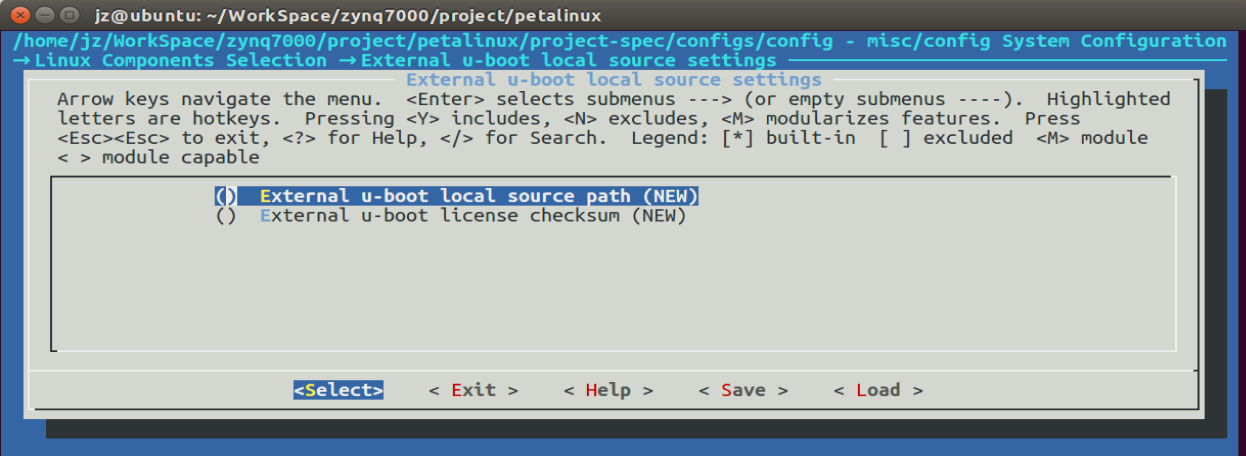 jz@ubuntu: ~/WorkSpace/zynq7000/project/petalinux
/home/jz/WorkSpace/zynq7000/project/petalinux/project-spec/configs/config - misc/config System Configuration
→ Linux Components Selection → External u-boot local source settings
External u-boot local source settings
Arrow keys navigate the menu.  <Enter> selects submenus ---> (or empty submenus ----).  Highlighted
letters are hotkeys.  Pressing <Y> includes, <N> excludes, <M> modularizes features.  Press
<Esc><Esc> to exit, <?> for Help, </> for Search.  Legend: [*] built-in  [ ] excluded  <M> module
< > module capable
()  External u-boot local source path (NEW)
()  External u-boot license checksum (NEW)
<Select>    < Exit >    < Help >    < Save >    < Load >